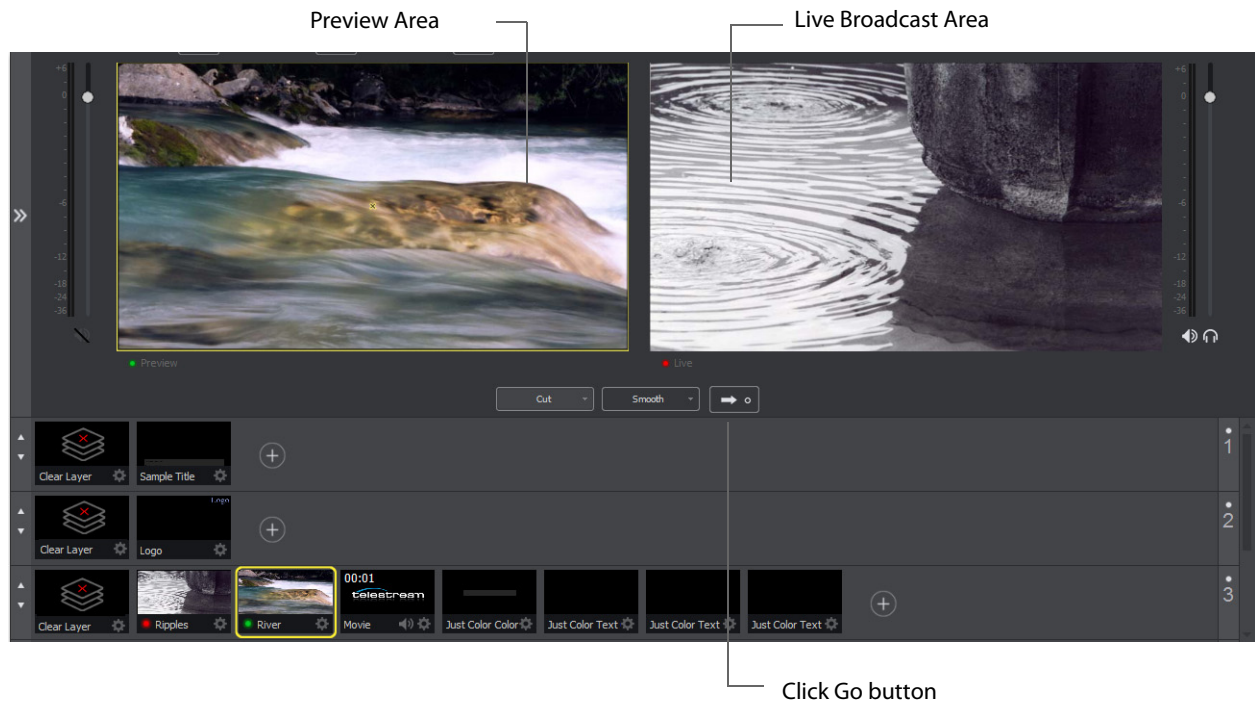 Preview Area
Live Broadcast Area
+6
0
-6
-12
-18
-24
-36
+6
0
-6
-12
-18
-24
-36
Preview
Live
Cut
Smooth
Clear Layer
Sample Title
1
Logo
Clear Layer
Logo
2
00:01
telestream
Clear Layer
Ripples
River
Movie
Just Color Color
Just Color Text
Just Color Text
Just Color Text
3
Click Go button